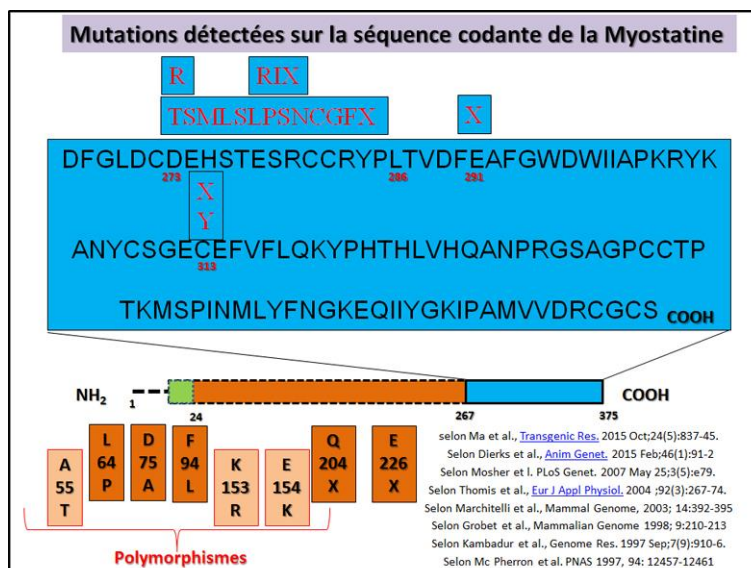 Mutations détectées sur la séquence codante de la Myostatine
R RIX
TSMLSLPSNCGFX X
DFGLDCDEHSTESRCCRYPLTVDFEAFGWDWIIAPKRYK
273 286 291
X
Y
ANYCSGECEFVFLQKYPHTHLVHQANPRGSAGPCCTP
313
TKMSPINMLYFNGKEQIIYGKIPAMVVDRCGCS COOH
NH2 COOH
1 24 267 375
A
55
T
L
64
P
D
75
A
F
94
L
K
153
R
E
154
K
Q
204
X
E
226
X
Polymorphismes
selon Ma et al., Transgenic Res. 2015 Oct;24(5):837-45.
Selon Dierks et al., Anim Genet. 2015 Feb;46(1):91-2
Selon Mosher et l. PLoS Genet. 2007 May 25;3(5):e79.
Selon Thomis et al., Eur J Appl Physiol. 2004 ;92(3):267-74.
Selon Marchitelli et al., Mammal Genome, 2003; 14:392-395
Selon Grobet et al., Mammalian Genome 1998; 9:210-213
Selon Kambadur et al., Genome Res. 1997 Sep;7(9):910-6.
Selon Mc Pherron et al. PNAS 1997, 94: 12457-12461